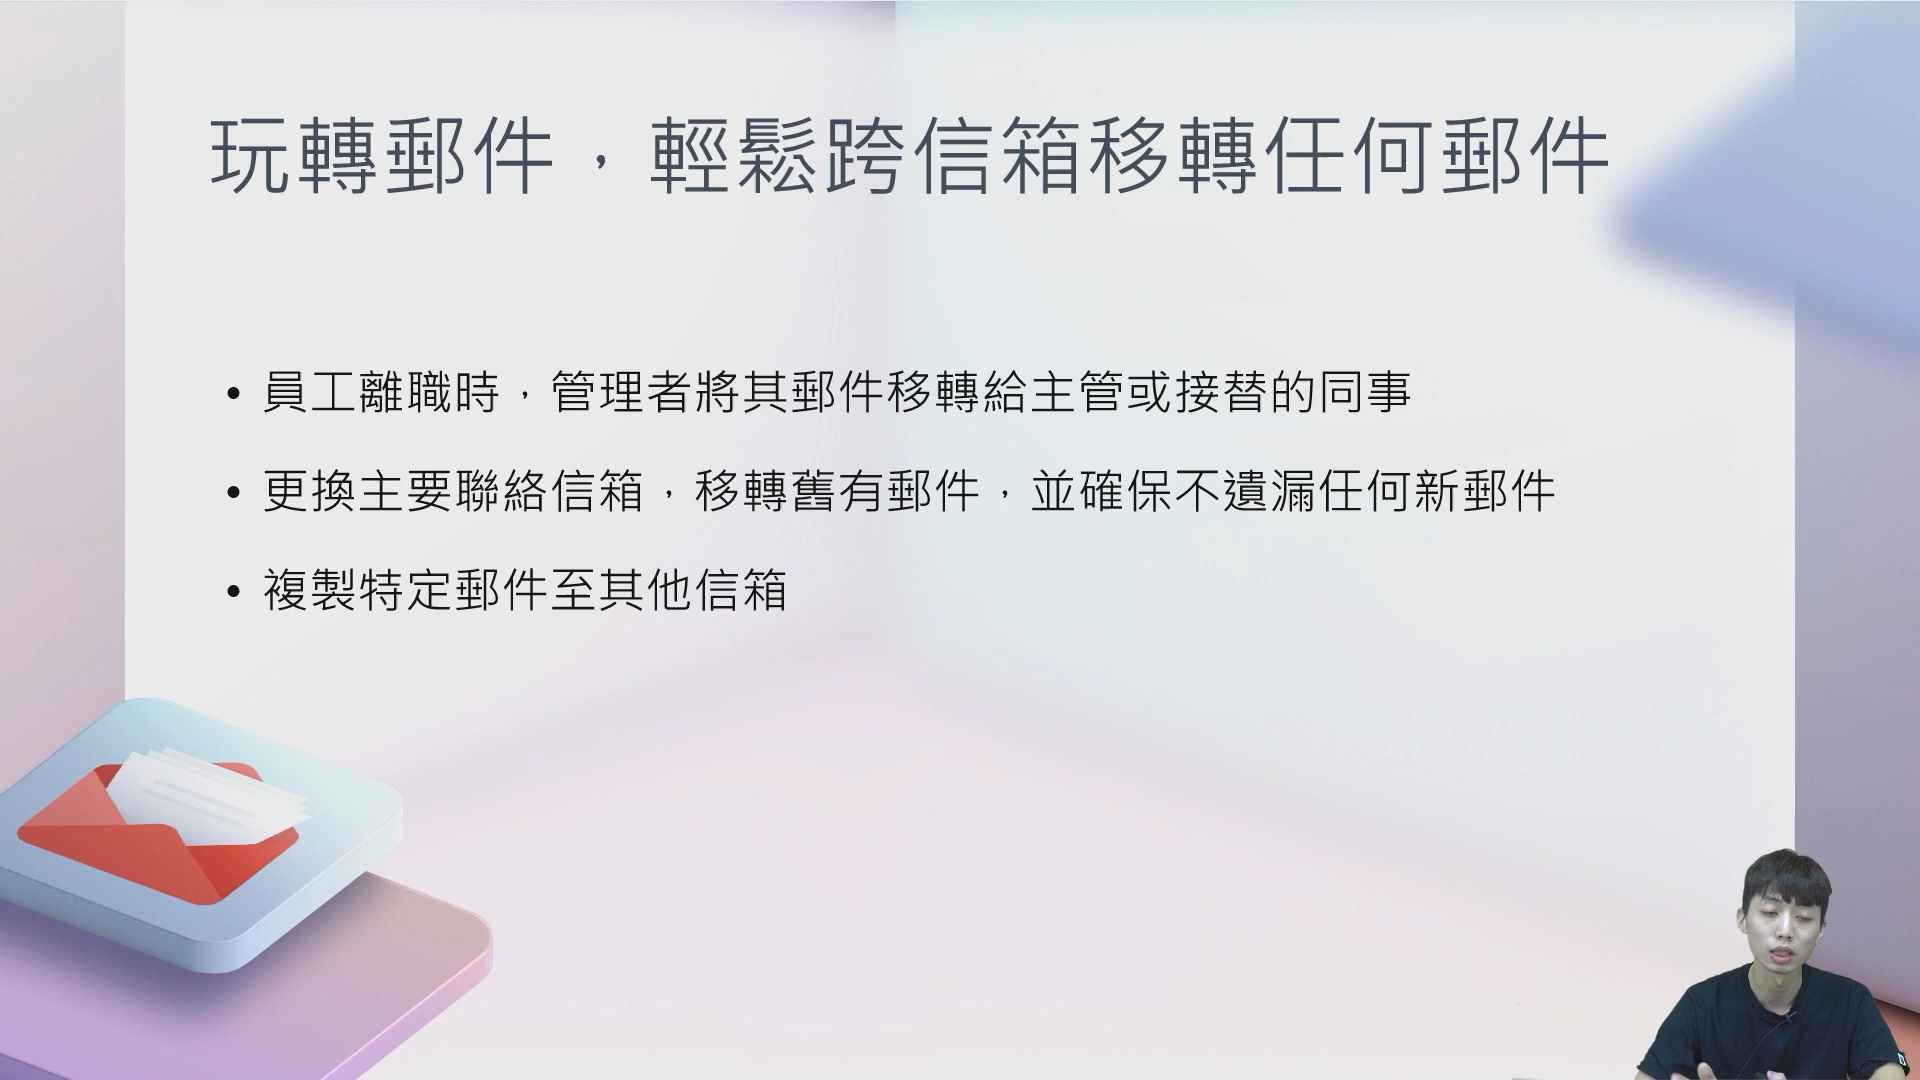 玩轉郵件，輕鬆跨信箱移轉任何郵件
• 員工離職時，管理者將其郵件移轉給主管或接替的同事
• 更換主要聯絡信箱，移轉舊有郵件，並確保不遺漏任何新郵件
• 複製特定郵件至其他信箱